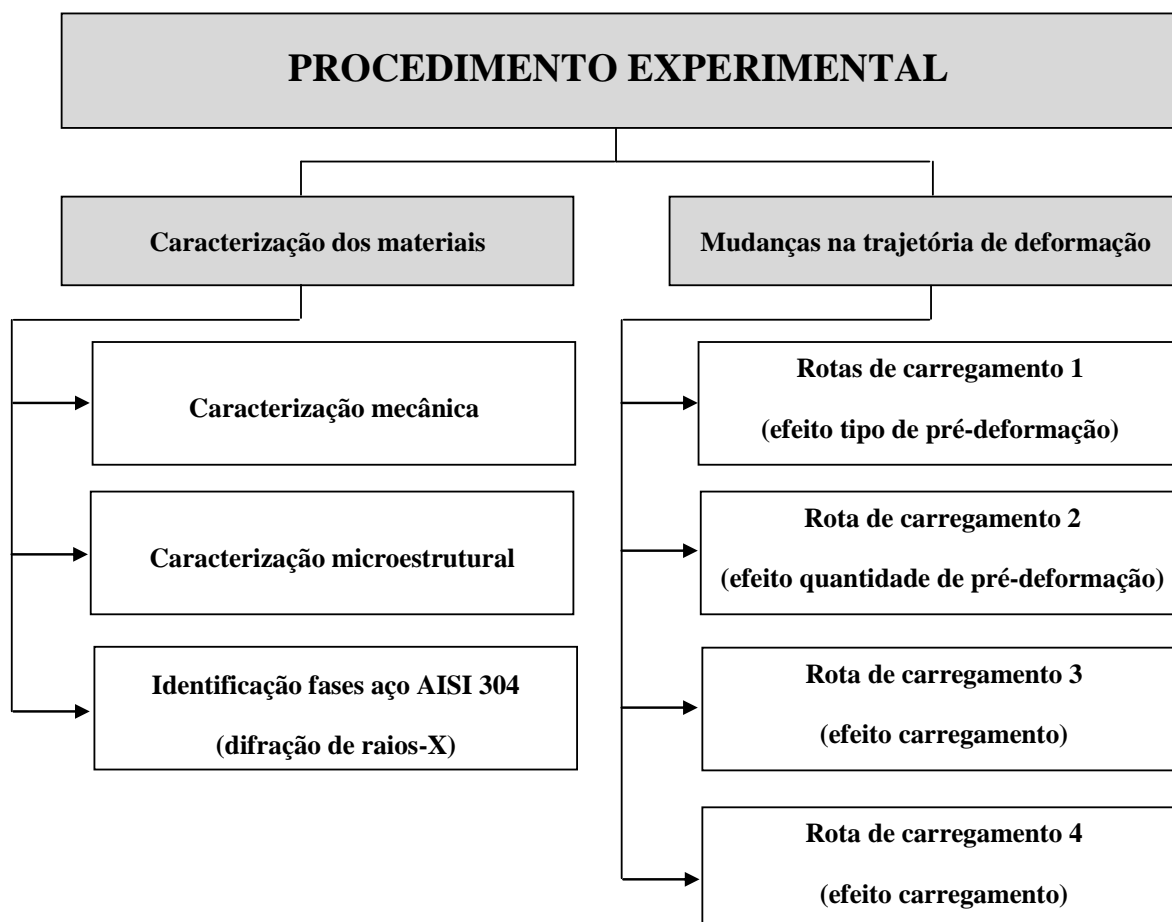 PROCEDIMENTO EXPERIMENTAL
Caracterização dos materiais
Caracterização mecânica
Caracterização microestrutural
Identificação fases aço AISI 304
(difração de raios-X)
Mudanças na trajetória de deformação
Rotas de carregamento 1
(efeito tipo de pré-deformação)
Rota de carregamento 2
(efeito quantidade de pré-deformação)
Rota de carregamento 3
(efeito carregamento)
Rota de carregamento 4
(efeito carregamento)